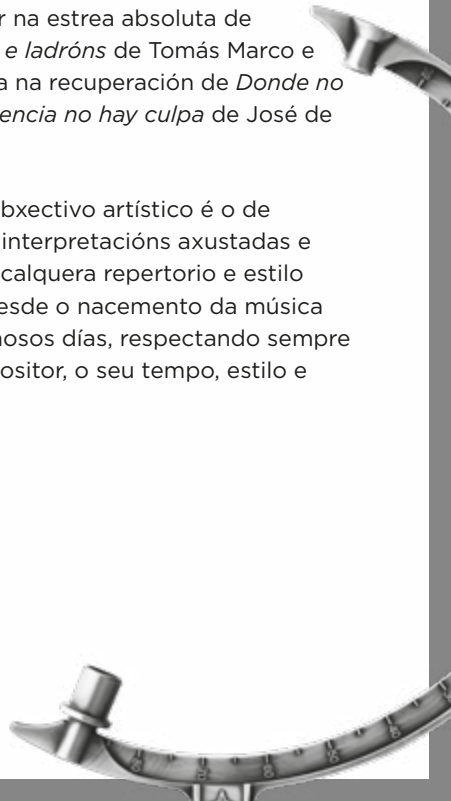 r na estrea absoluta de
e ladróns de Tomás Marco e
a na recuperación de Donde no
encia no hay culpa de José de
bxectivo artístico é o de
interpretacións axustadas e
calquera repertorio e estilo
esde o nacemento da música
nosos días, respectando sempre
ositor, o seu tempo, estilo e